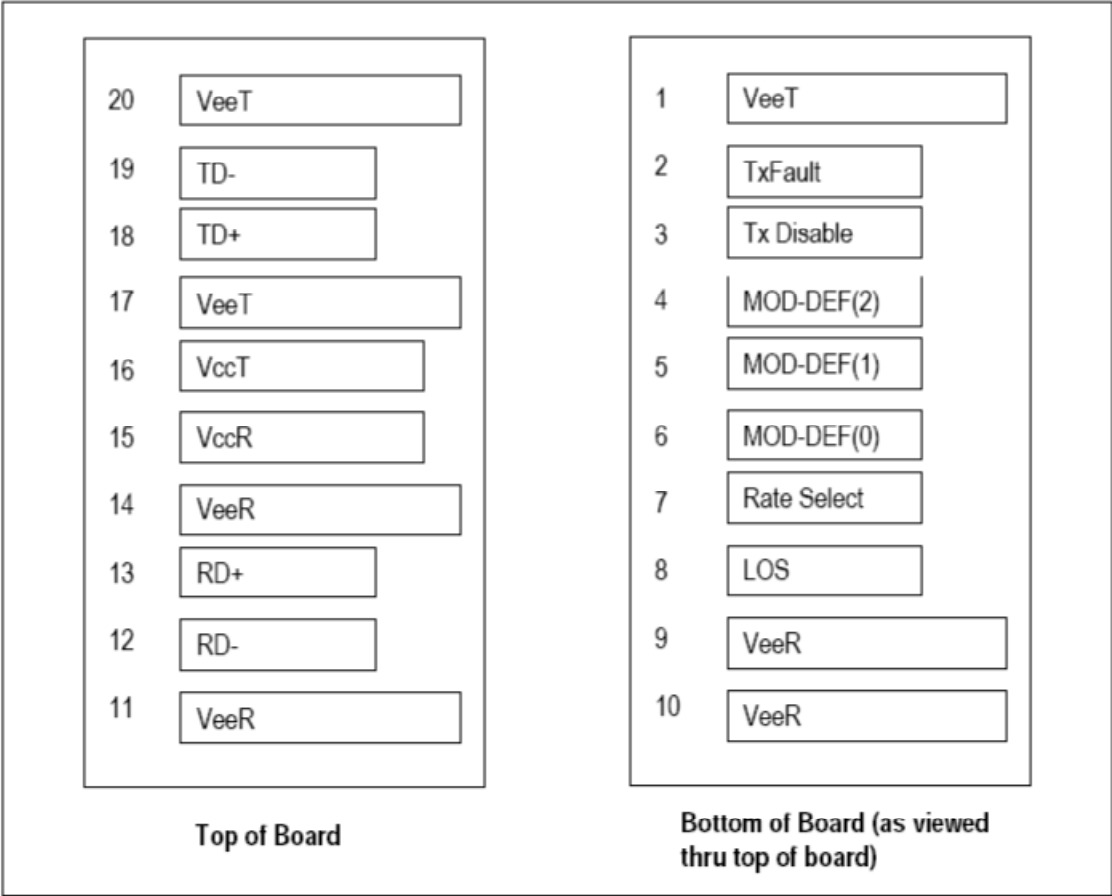 20 VeeT
19 TD-
18 TD+
17 VeeT
16 VccT
15 VccR
14 VeeR
13 RD+
12 RD-
11 VeeR
Top of Board
1 VeeT
2 TxFault
3 Tx Disable
4 MOD-DEF(2)
5 MOD-DEF(1)
6 MOD-DEF(0)
7 Rate Select
8 LOS
9 VeeR
10 VeeR
Bottom of Board (as viewed
thru top of board)